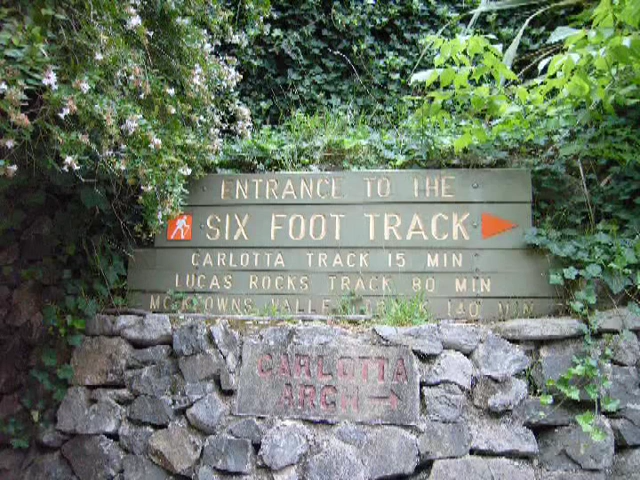 ENTRANCE TO THE
SIX FOOT TRACK
CARLOTTA TRACK 15 MIN
LUCAS ROCKS TRACK 80 MIN
MCKEOWNS VALLEY 140 MIN
CARLOTTA
ARCH →